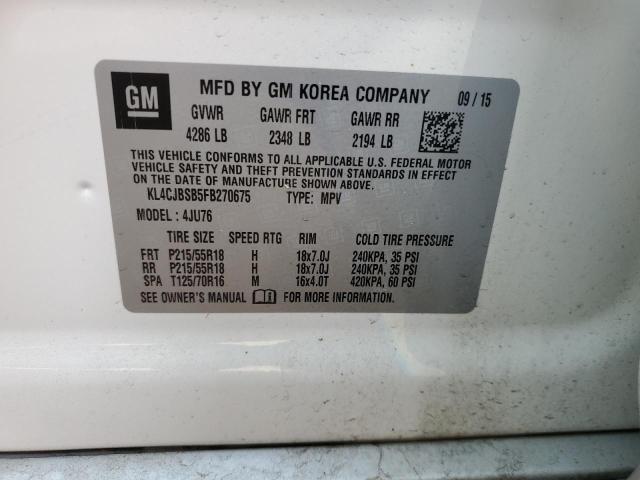 GM
MFD BY GM KOREA COMPANY 09 / 15
GVWR GAWR FRT GAWR RR
4286 LB 2348 LB 2194 LB
THIS VEHICLE CONFORMS TO ALL APPLICABLE U.S. FEDERAL MOTOR
VEHICLE SAFETY AND THEFT PREVENTION STANDARDS IN EFFECT
ON THE DATE OF MANUFACTURE SHOWN ABOVE.
KL4CJBSB5FB270675 TYPE: MPV
MODEL : 4JU76
TIRE SIZE SPEED RTG RIM COLD TIRE PRESSURE
FRT P215/55R18 H 18x7.0J 240KPA, 35 PSI
RR P215/55R18 H 18x7.0J 240KPA, 35 PSI
SPA T125/70R16 M 16x4.0T 420KPA, 60 PSI
SEE OWNER'S MANUAL FOR MORE INFORMATION.